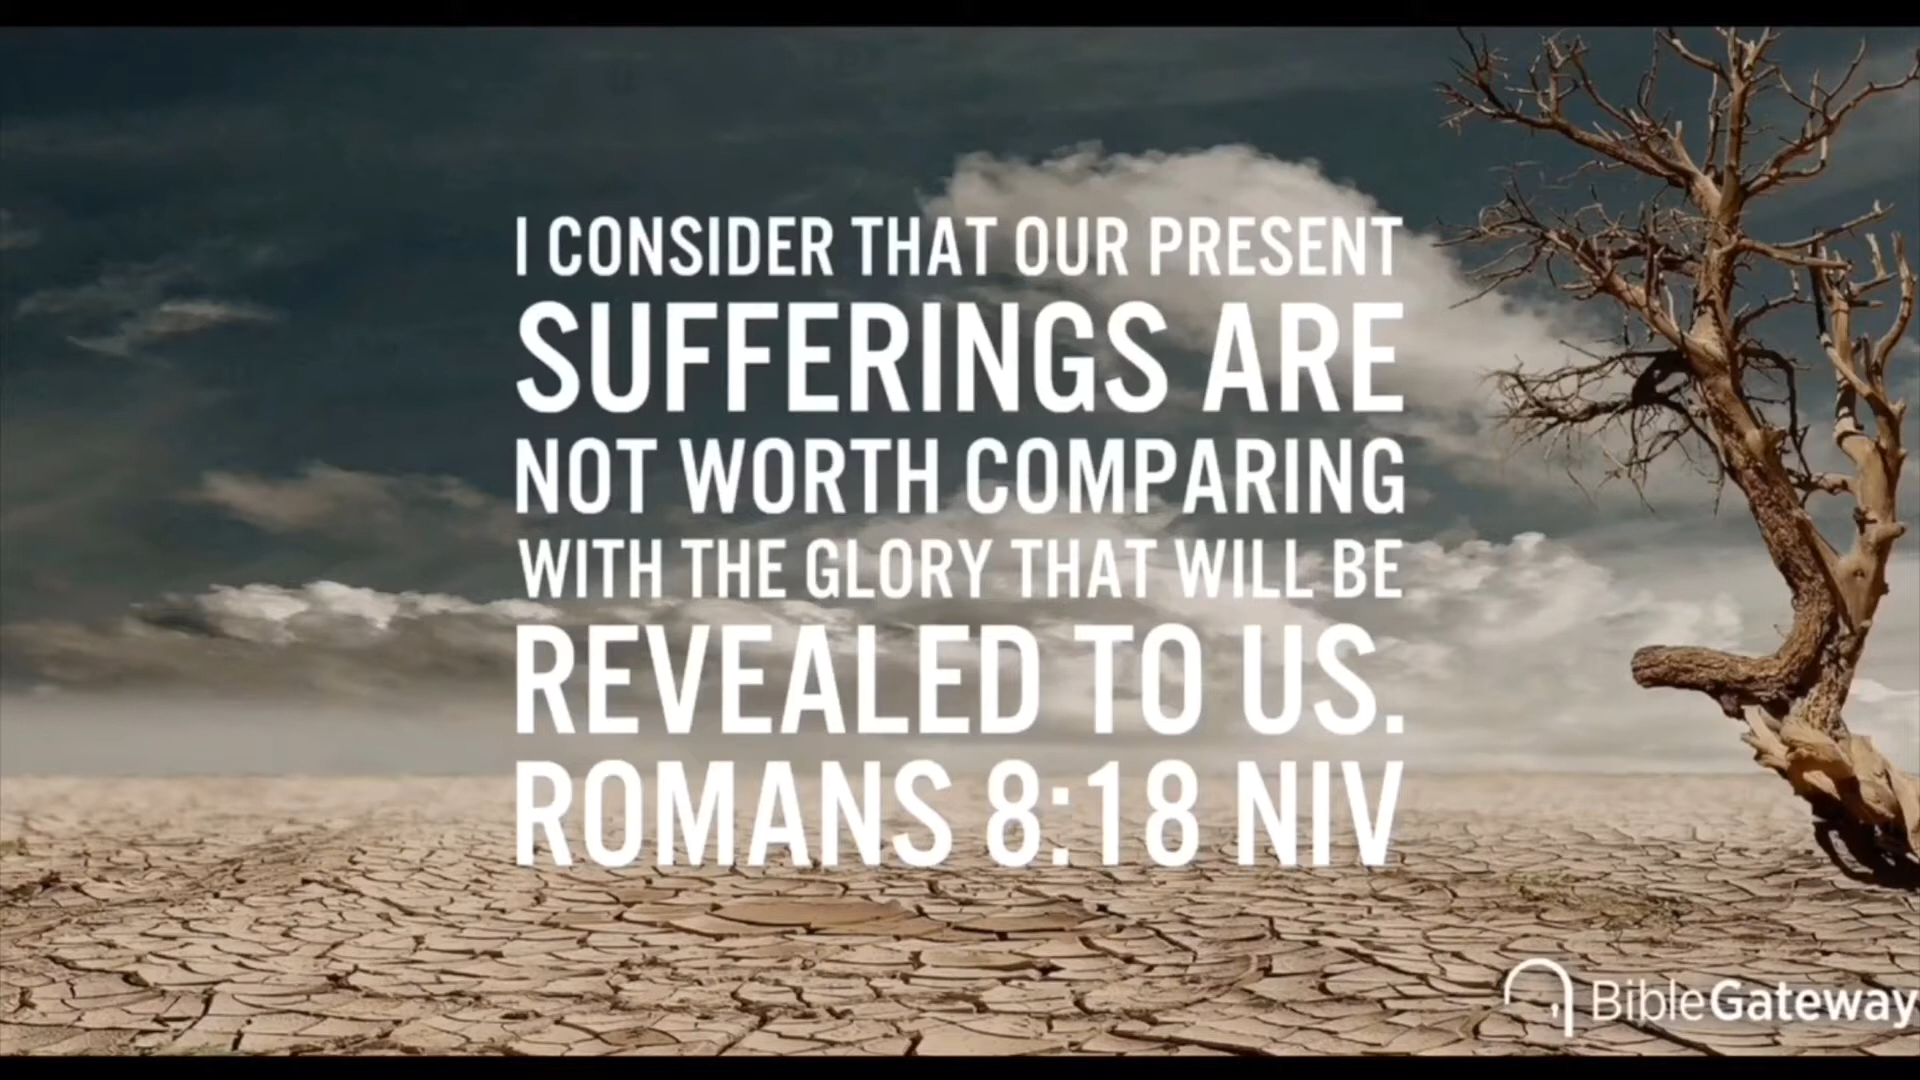 I CONSIDER THAT OUR PRESENT
SUFFERINGS ARE
NOT WORTH COMPARING
WITH THE GLORY THAT WILL BE
REVEALED TO US.
ROMANS 8:18 NIV
BibleGateway